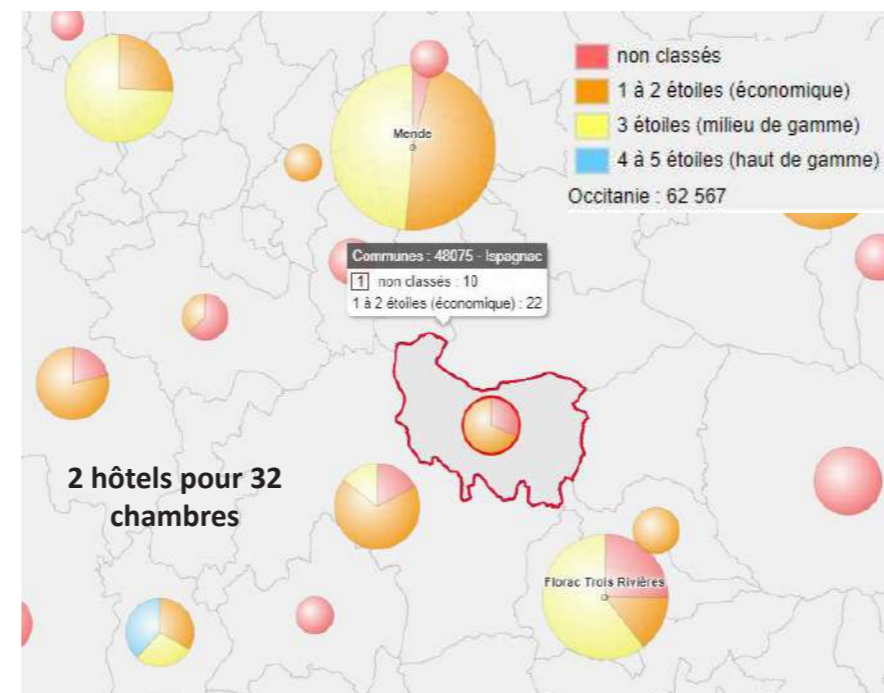 non classés
1 à 2 étoiles (économique)
3 étoiles (milieu de gamme)
4 à 5 étoiles (haut de gamme)
Occitanie : 62 567
Mende
Communes : 48075 - Ispagnac
1 non classés : 10
1 à 2 étoiles (économique) : 22
2 hôtels pour 32
chambres
Florac Trois Rivières